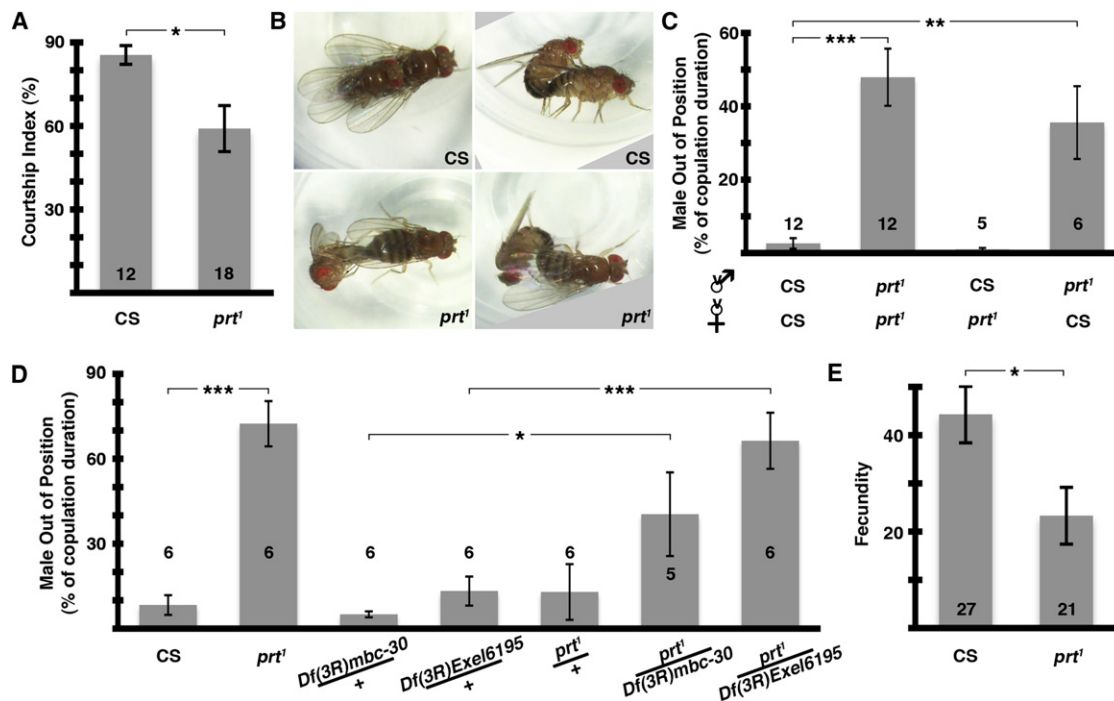 A
Courtship Index (%)
90
60
30
*
12
18
CS
prt¹
B
CS
CS
prt¹
prt¹
C
Male Out of Position
(% of copulation duration)
60
40
20
**
***
12
12
5
6
CS
prt¹
CS
prt¹
CS
prt¹
prt¹
CS
D
Male Out of Position
(% of copulation duration)
90
60
30
***
***
*
6
6
6
6
6
5
6
CS
prt¹
Df(3R)mbc-30
+
Df(3R)Exel6195
+
prt¹
+
prt¹
Df(3R)mbc-30
prt¹
Df(3R)Exel6195
E
Fecundity
40
20
*
27
21
CS
prt¹